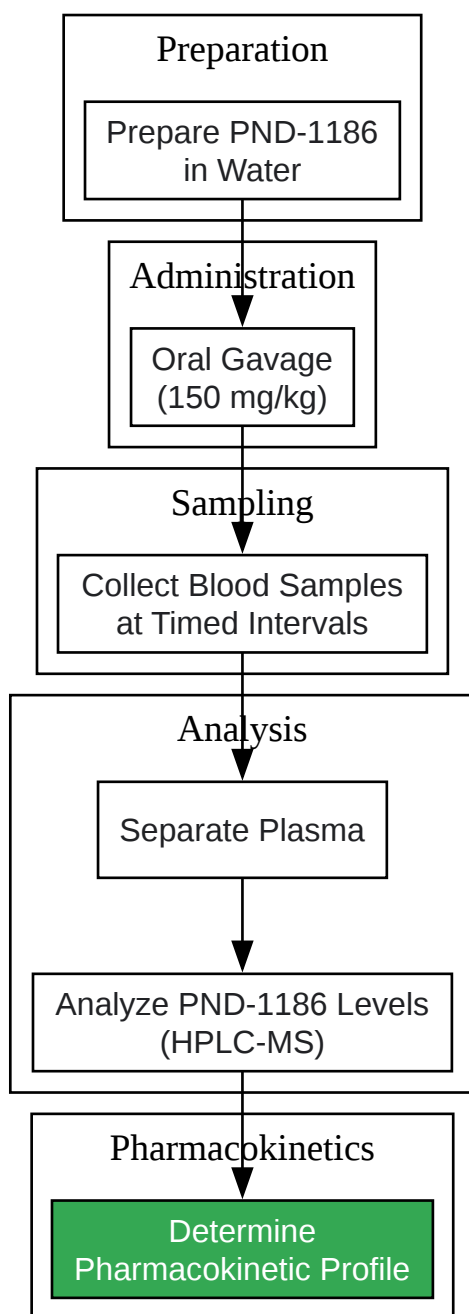 Preparation
Prepare PND-1186
in Water
Administration
Oral Gavage
(150 mg/kg)
Sampling
Collect Blood Samples
at Timed Intervals
Analysis
Separate Plasma
Analyze PND-1186 Levels
(HPLC-MS)
Pharmacokinetics
Determine
Pharmacokinetic Profile